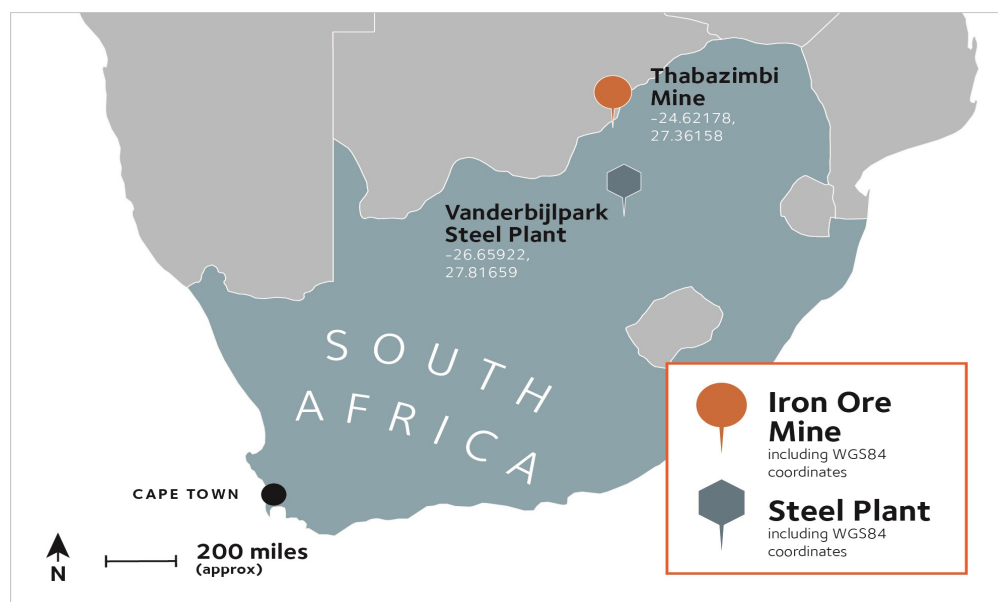 Thabazimbi
Mine
-24.62178,
27.36158
Vanderbijlpark
Steel Plant
-26.65922,
27.81659
SOUTH
AFRICA
CAPE TOWN
N
200 miles
(approx)
Iron Ore
Mine
including WGS84
coordinates
Steel Plant
including WGS84
coordinates